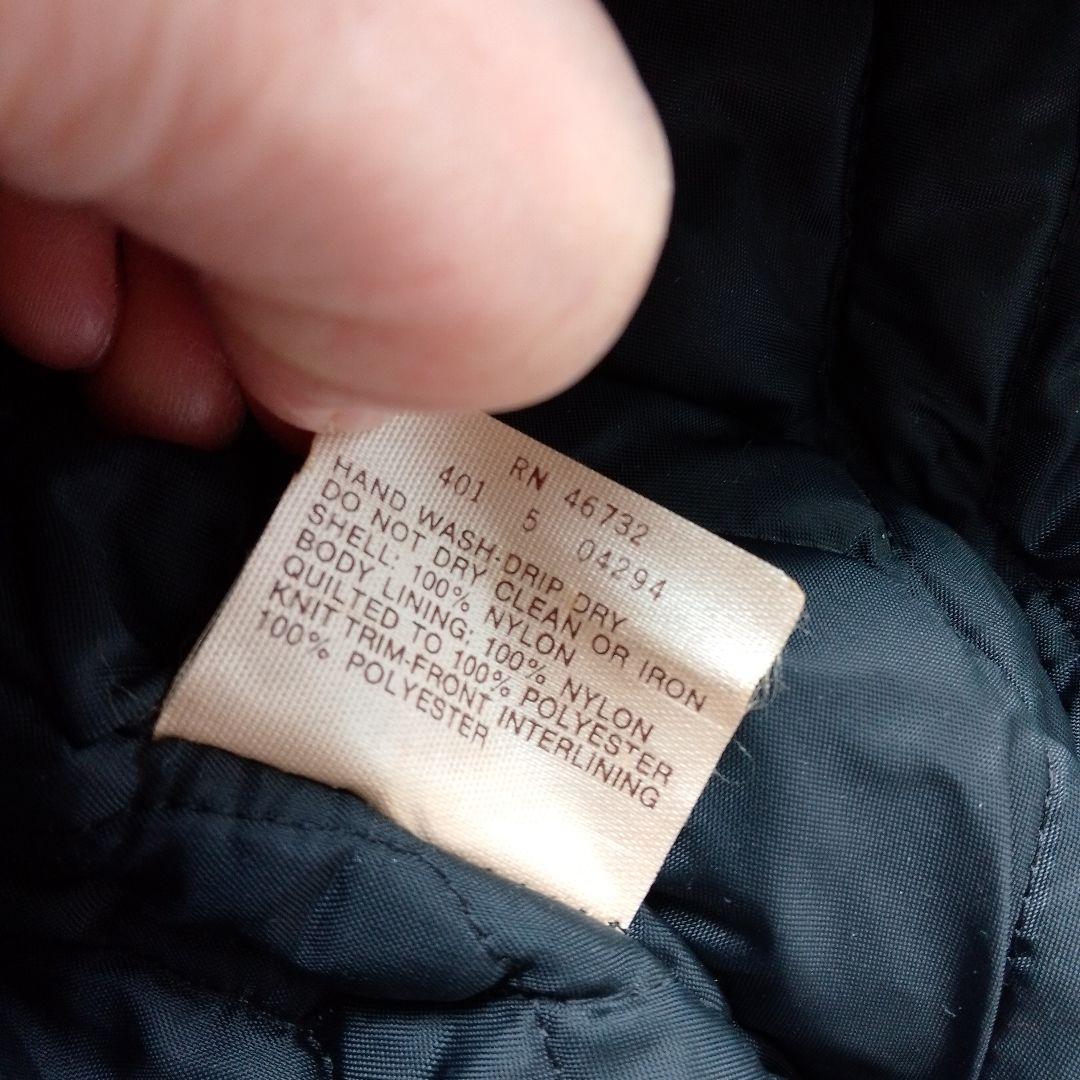 RN 46732
401 5 04294
HAND WASH-DRIP DRY
DO NOT DRY CLEAN OR IRON
SHELL: 100% NYLON
BODY LINING: 100% NYLON
QUILTED TO 100% POLYESTER
KNIT TRIM-FRONT INTERLINING
100% POLYESTER